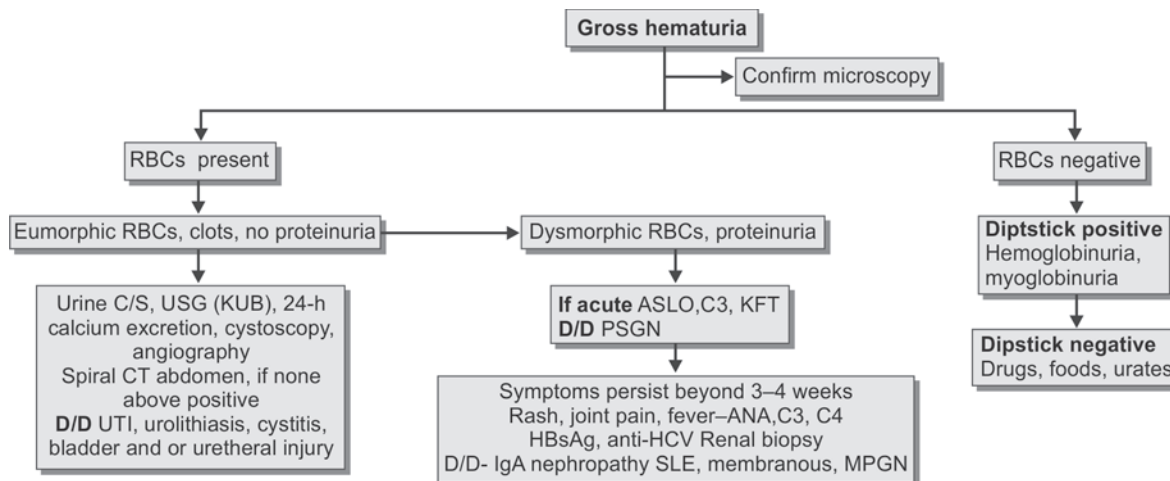 Gross hematuria
Confirm microscopy
RBCs present
RBCs negative
Eumorphic RBCs, clots, no proteinuria
Dysmorphic RBCs, proteinuria
Diptstick positive
Hemoglobinuria,
myoglobinuria
Urine C/S, USG (KUB), 24-h
calcium excretion, cystoscopy,
angiography
Spiral CT abdomen, if none
above positive
D/D UTI, urolithiasis, cystitis,
bladder and or uretheral injury
If acute ASLO,C3, KFT
D/D PSGN
Dipstick negative
Drugs, foods, urates
Symptoms persist beyond 3–4 weeks
Rash, joint pain, fever–ANA,C3, C4
HBsAg, anti-HCV Renal biopsy
D/D- IgA nephropathy SLE, membranous, MPGN